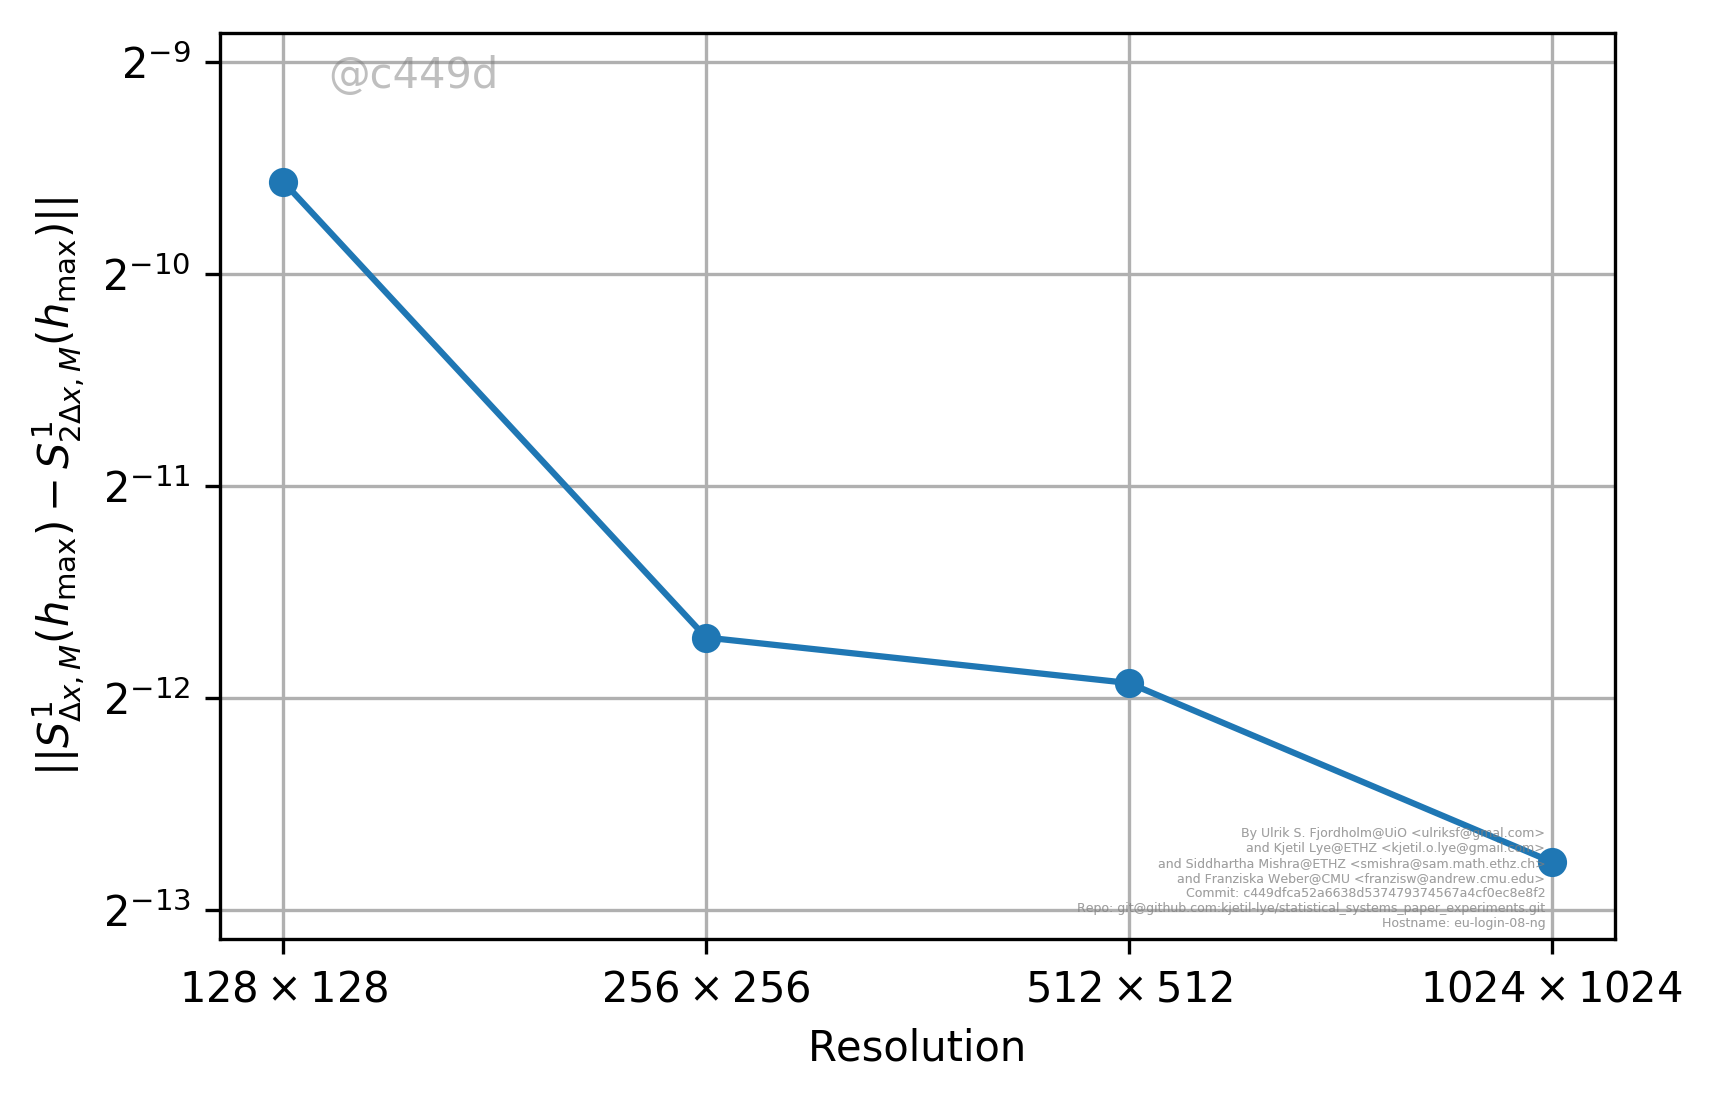 2⁻⁹
2⁻¹⁰
2⁻¹¹
2⁻¹²
2⁻¹³
||S¹_{Δx,M}(h_max) − S¹_{2Δx,M}(h_max)||
@c449d
By Ulrik S. Fjordholm@UiO <ulriksf@gmal.com>
and Kjetil Lye@ETHZ <kjetil.o.lye@gmail.com>
and Siddhartha Mishra@ETHZ <smishra@sam.math.ethz.ch>
and Franziska Weber@CMU <franzisw@andrew.cmu.edu>
Commit: c449dfca52a6638d537479374567a4cf0ec8e8f2
Repo: git@github.com:kjetil-lye/statistical_systems_paper_experiments.git
Hostname: eu-login-08-ng
128 × 128 256 × 256 512 × 512 1024 × 1024
Resolution